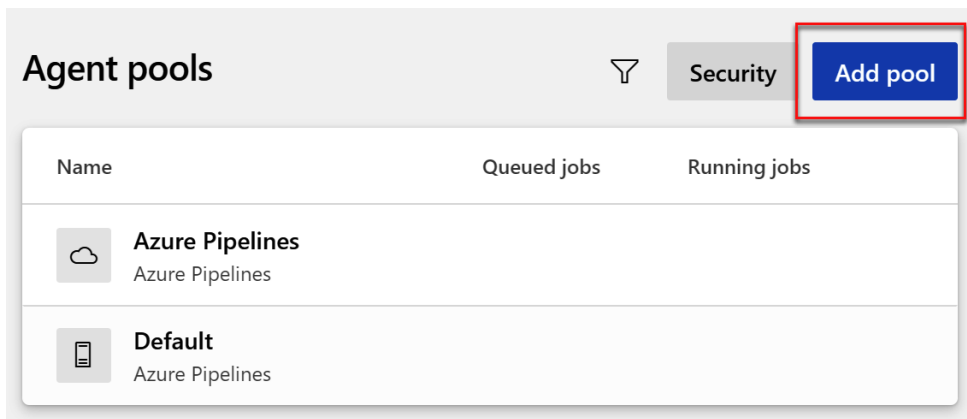 Agent pools
Security
Add pool
Name
Queued jobs
Running jobs
Azure Pipelines
Azure Pipelines
Default
Azure Pipelines